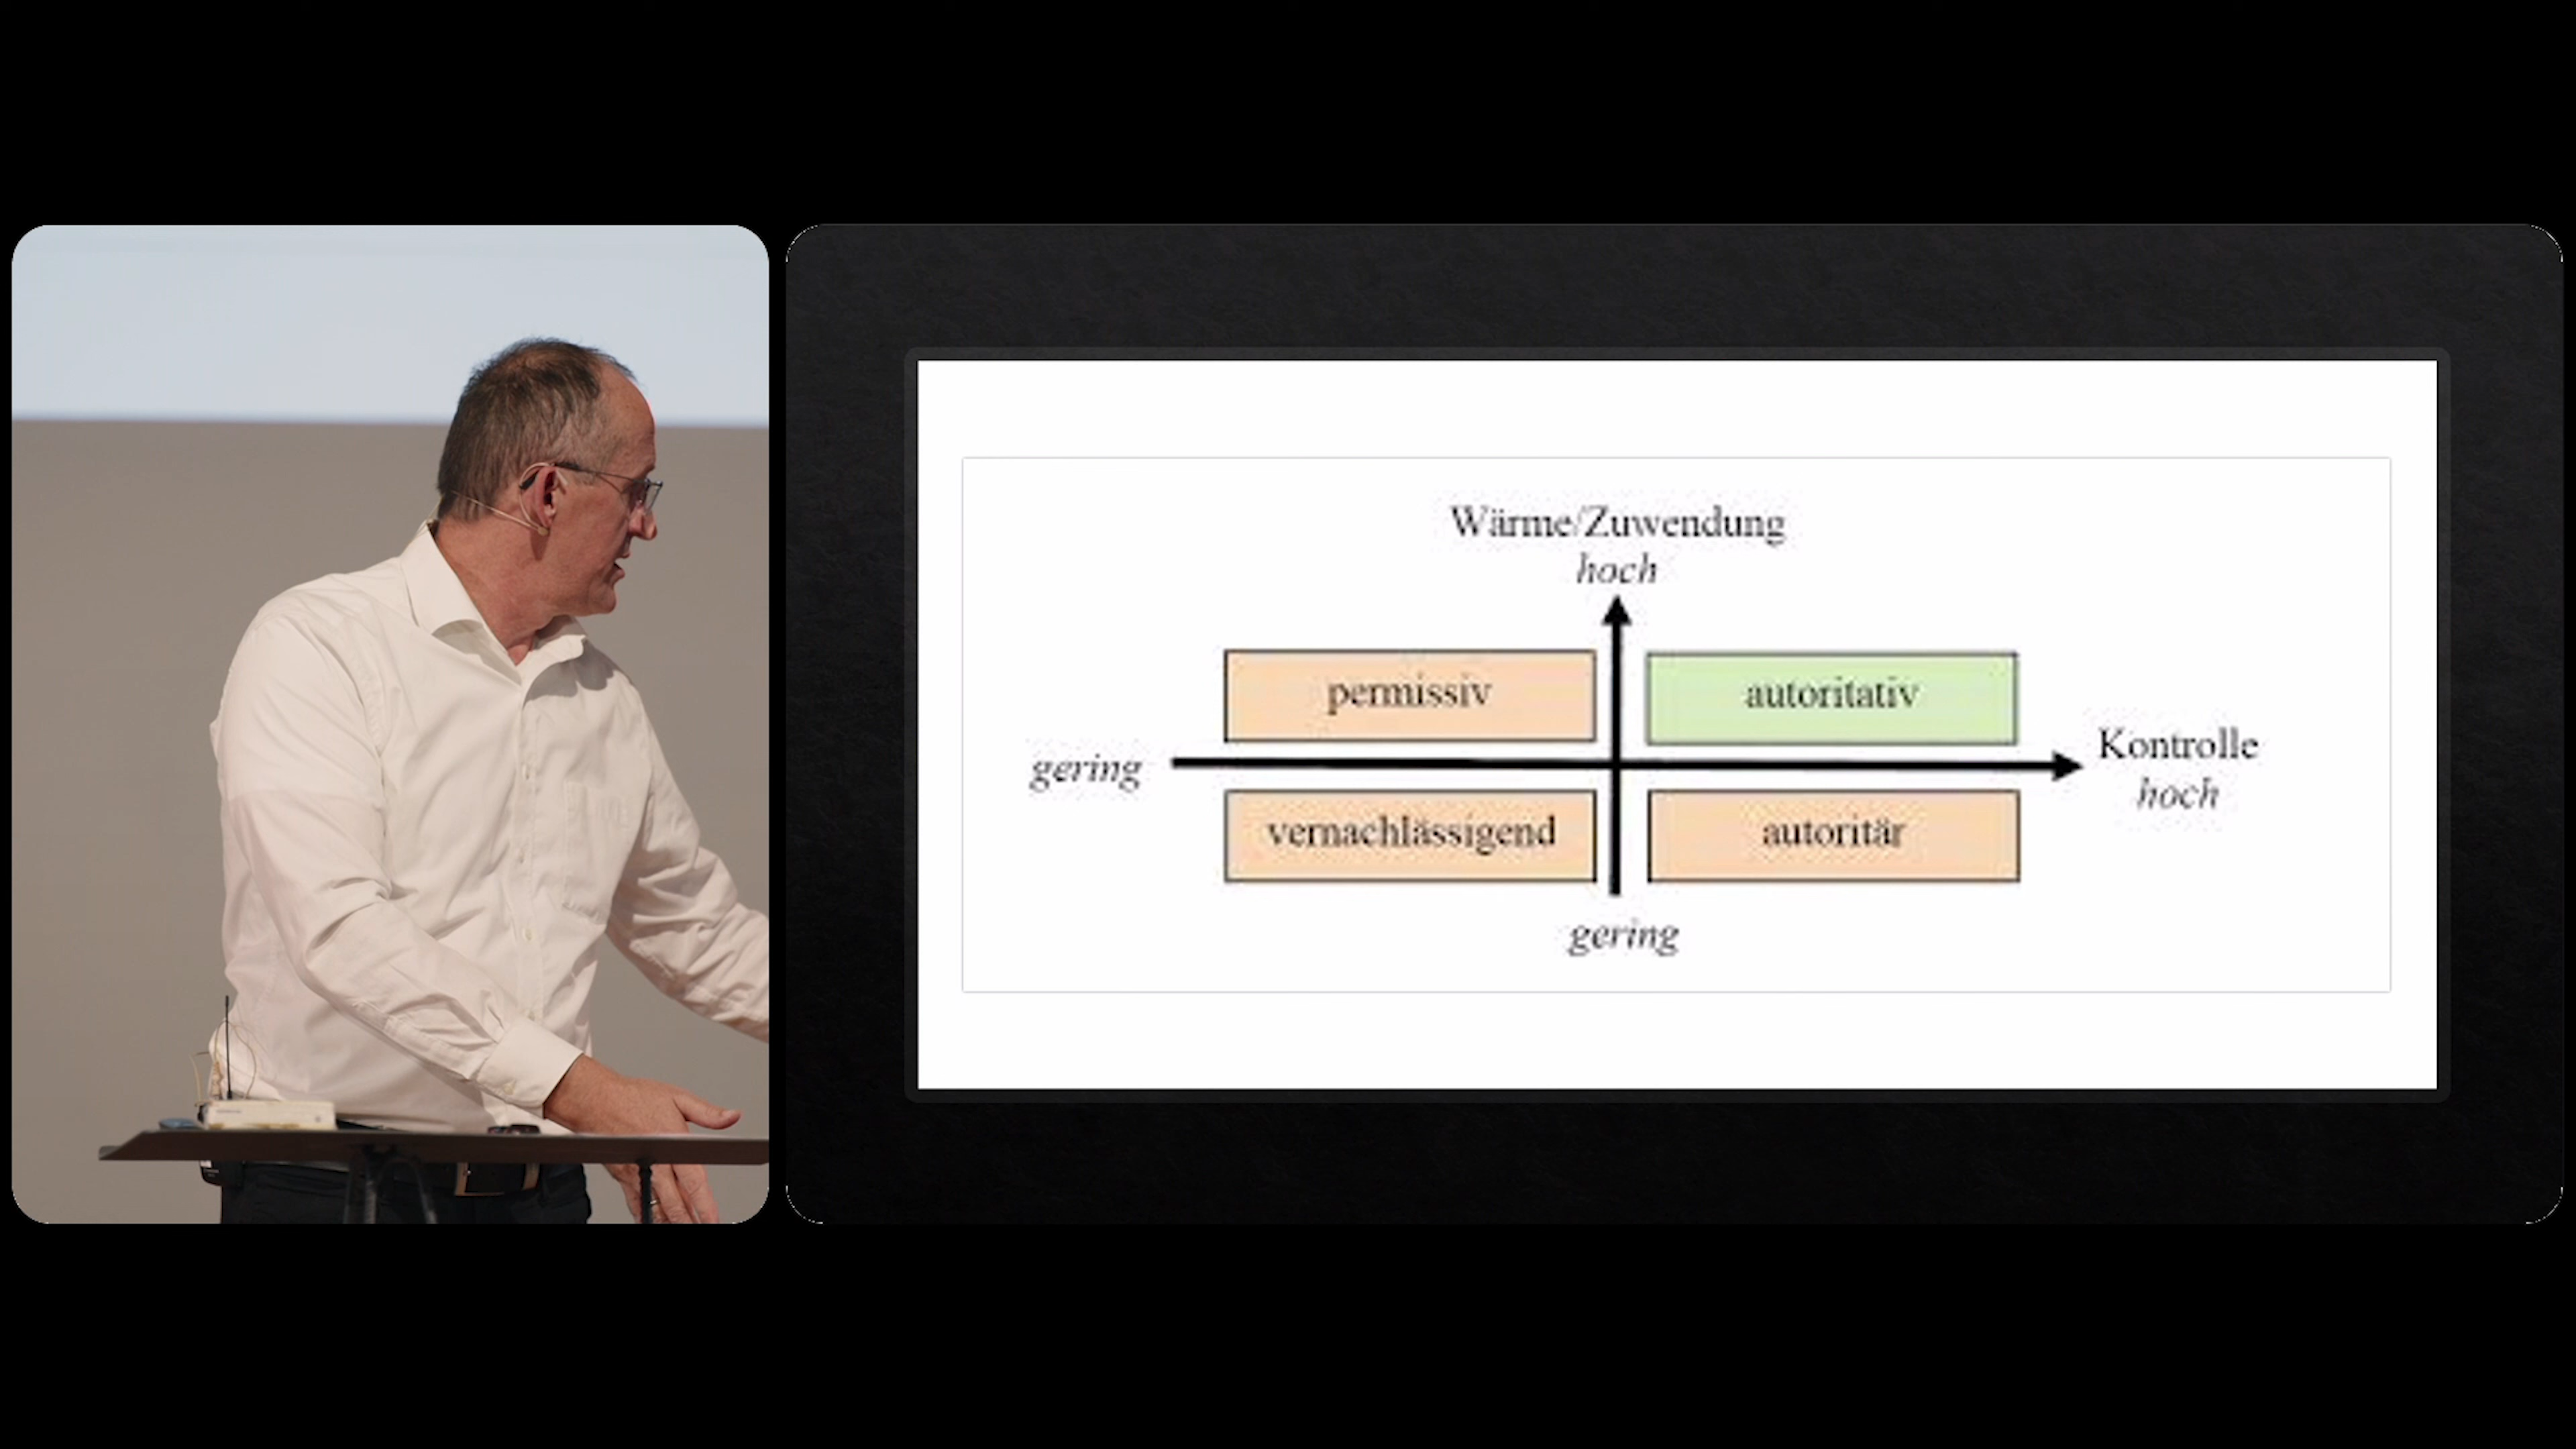 Wärme/Zuwendung
hoch
permissiv
autoritativ
gering
Kontrolle
hoch
vernachlässigend
autoritär
gering